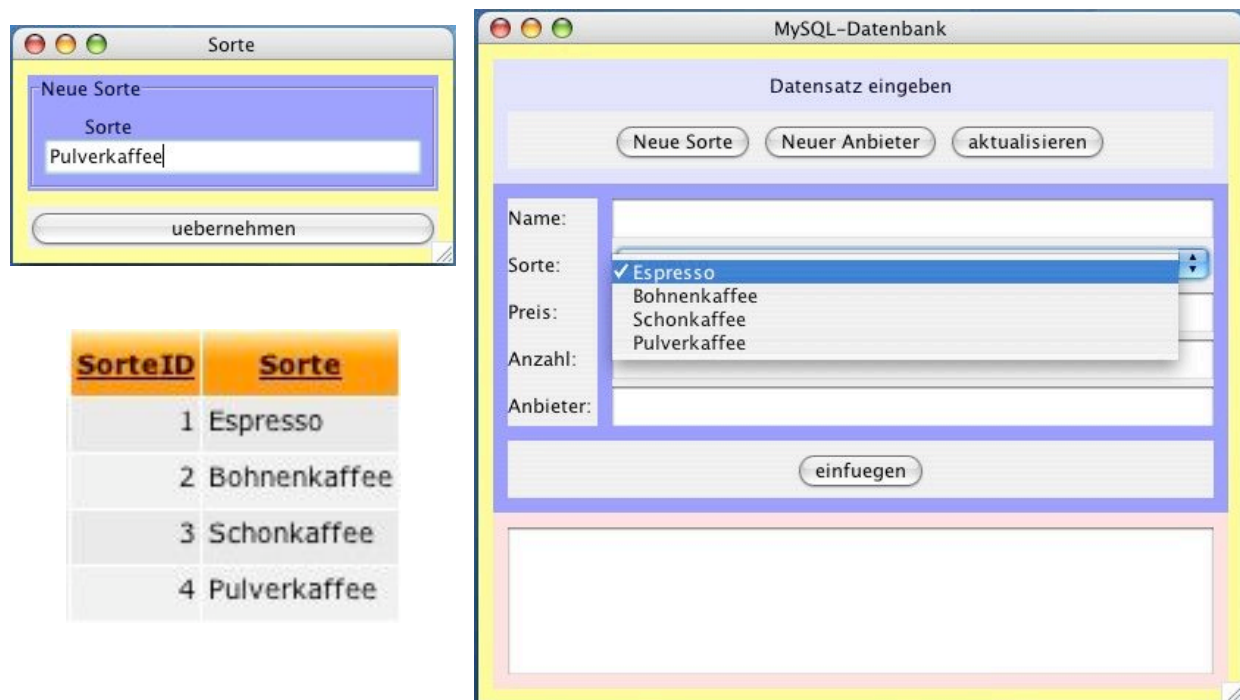 Sorte
Neue Sorte
Sorte
Pulverkaffee
uebernehmen
SorteID Sorte
1 Espresso
2 Bohnenkaffee
3 Schonkaffee
4 Pulverkaffee
MySQL-Datenbank
Datensatz eingeben
Neue Sorte Neuer Anbieter aktualisieren
Name:
Sorte:
✓ Espresso
Bohnenkaffee
Schonkaffee
Pulverkaffee
Preis:
Anzahl:
Anbieter:
einfuegen